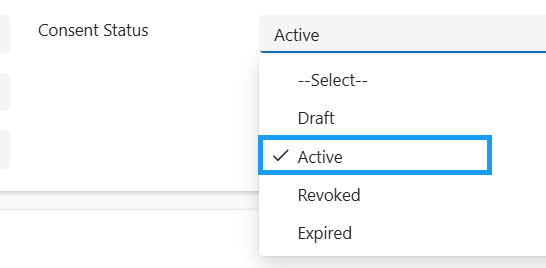 Consent Status
Active
--Select--
Draft
Active
Revoked
Expired